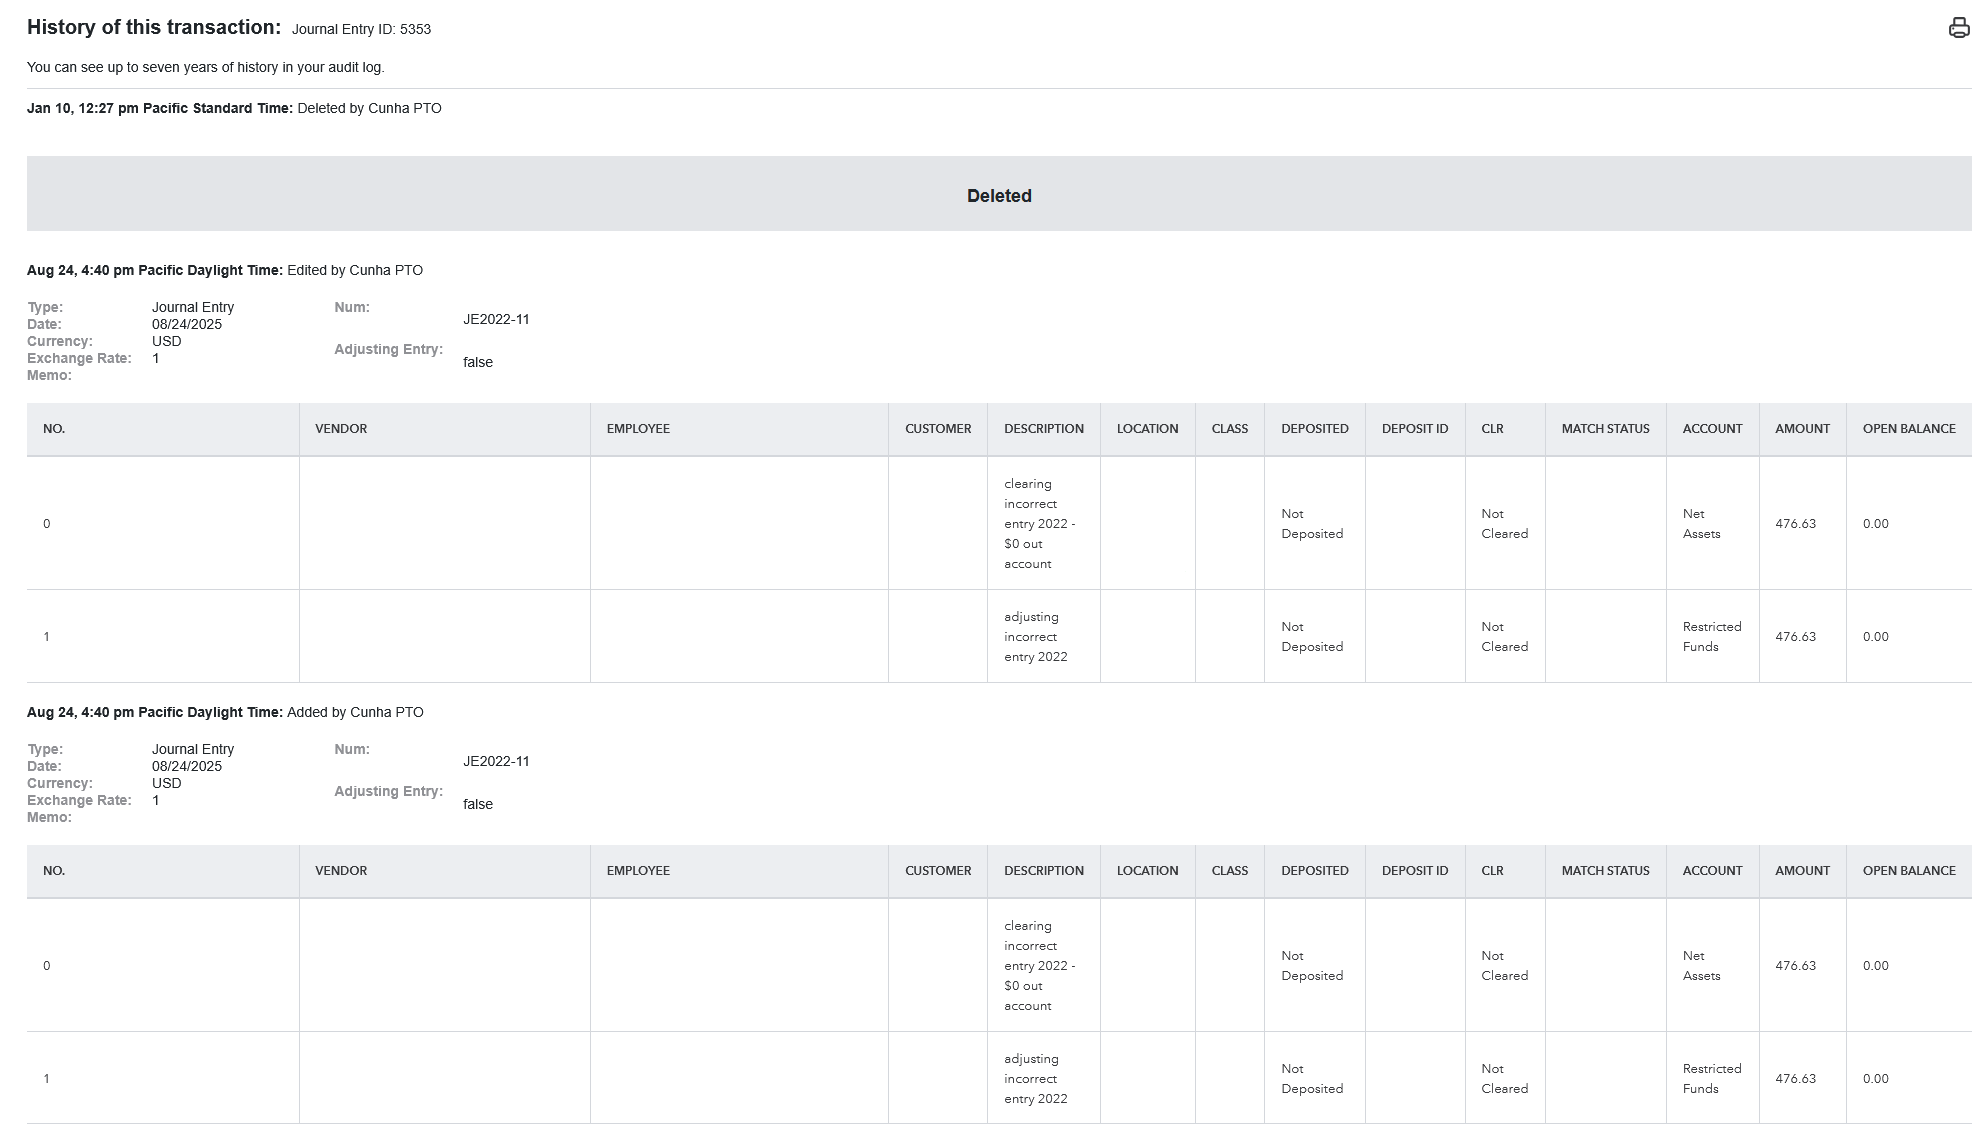 History of this transaction: Journal Entry ID: 5353
You can see up to seven years of history in your audit log.
Jan 10, 12:27 pm Pacific Standard Time: Deleted by Cunha PTO
Deleted
Aug 24, 4:40 pm Pacific Daylight Time: Edited by Cunha PTO
Type: Journal Entry
Date: 08/24/2025
Currency: USD
Exchange Rate: 1
Memo:
Num: JE2022-11
Adjusting Entry: false
NO. VENDOR EMPLOYEE CUSTOMER DESCRIPTION LOCATION CLASS DEPOSITED DEPOSIT ID CLR MATCH STATUS ACCOUNT AMOUNT OPEN BALANCE
0
clearing
incorrect
entry 2022 -
$0 out
account
Not
Deposited
Not
Cleared
Net
Assets
476.63
0.00
1
adjusting
incorrect
entry 2022
Not
Deposited
Not
Cleared
Restricted
Funds
476.63
0.00
Aug 24, 4:40 pm Pacific Daylight Time: Added by Cunha PTO
Type: Journal Entry
Date: 08/24/2025
Currency: USD
Exchange Rate: 1
Memo:
Num: JE2022-11
Adjusting Entry: false
NO. VENDOR EMPLOYEE CUSTOMER DESCRIPTION LOCATION CLASS DEPOSITED DEPOSIT ID CLR MATCH STATUS ACCOUNT AMOUNT OPEN BALANCE
0
clearing
incorrect
entry 2022 -
$0 out
account
Not
Deposited
Not
Cleared
Net
Assets
476.63
0.00
1
adjusting
incorrect
entry 2022
Not
Deposited
Not
Cleared
Restricted
Funds
476.63
0.00